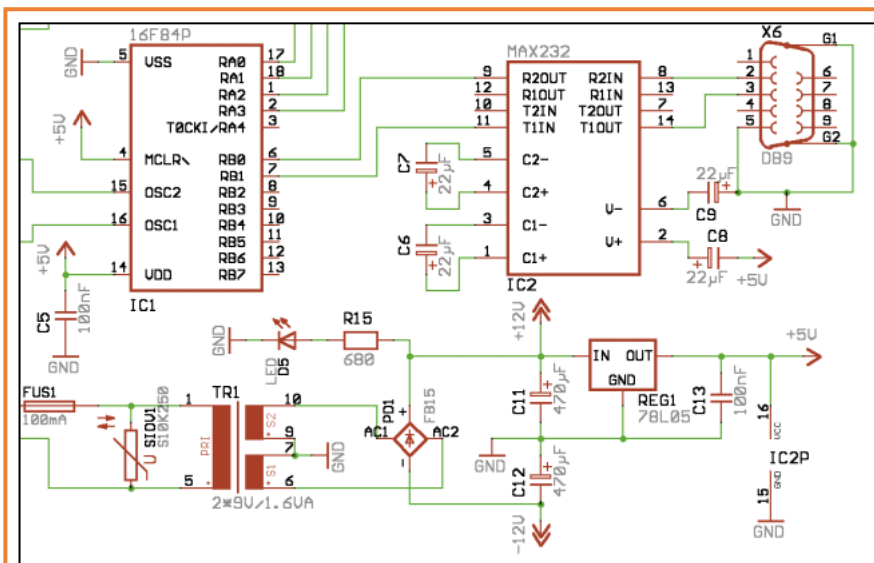 16F84P
GND
5
VSS
RA0
17
RA1
18
RA2
1
RA3
2
T0CKI/RA4
3
+5V
4
MCLR\
RB0
6
RB1
7
15
OSC2
RB2
8
RB3
9
16
OSC1
RB4
10
RB5
11
RB6
12
+5V
14
VDD
RB7
13
IC1
C5
100nF
GND
MAX232
9
R2OUT
R2IN
8
12
R1OUT
R1IN
13
10
T2IN
T2OUT
7
11
T1IN
T1OUT
14
C7
22µF
5
C2-
4
C2+
V-
6
C6
22µF
3
C1-
V+
2
1
C1+
IC2
X6
G1
1
2
6
3
7
4
8
5
9
G2
DB9
C9
22µF
GND
C8
22µF
+5V
GND
LED
D5
R15
680
+12V
IN OUT
GND
REG1
78L05
+5V
C11
470µF
C13
100nF
16
VCC
IC2P
15
GND
GND
FUS1
100mA
SIOV1
S10K250
U
TR1
1
PRI
5
10
S2
9
7
S1
6
2*9V/1.6VA
GND
PD1
FB15
AC1
AC2
+
-
GND
C12
470µF
-12V